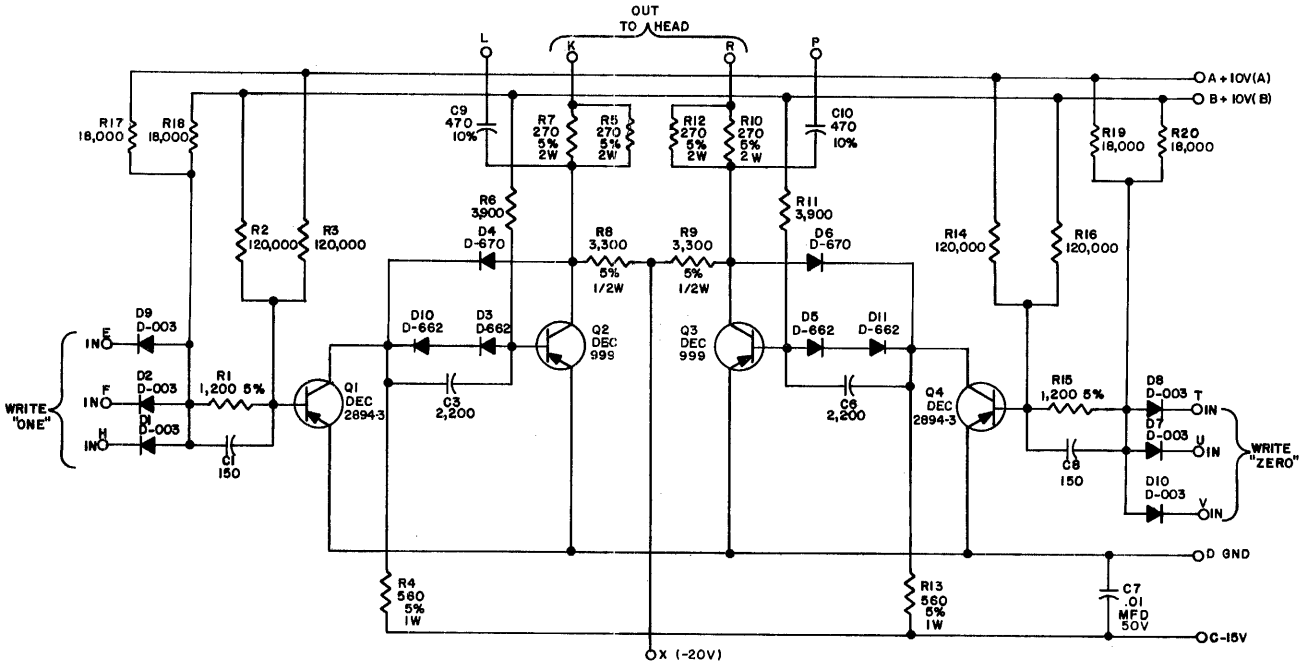 OUT
TO HEAD
L
K
R
P
A +10V(A)
B +10V(B)
R17
18,000
R18
18,000
C9
470
10%
R7
270
5%
2W
R5
270
5%
2W
R12
270
5%
2W
R10
270
5%
2W
C10
470
10%
R19
18,000
R20
18,000
R6
3,900
R11
3,900
R2
120,000
R3
120,000
D4
D-670
R8
3,300
5%
1/2W
R9
3,300
5%
1/2W
D6
D-670
R14
120,000
R16
120,000
D9
D-003
E
IN
D10
D-662
D3
D-662
Q2
DEC
999
Q3
DEC
999
D5
D-662
D11
D-662
WRITE
"ONE"
F
IN
D2
D-003
R1
1,200 5%
Q1
DEC
2894-3
C3
2,200
C6
2,200
Q4
DEC
2894-3
R15
1,200 5%
D8
D-003
T
IN
H
IN
D1
D-003
C1
150
C8
150
D7
D-003
U
IN
WRITE
"ZERO"
D10
D-003
V
IN
D GND
R4
560
5%
1W
R13
560
5%
1W
C7
.01
MFD
50V
C-15V
X (-20V)